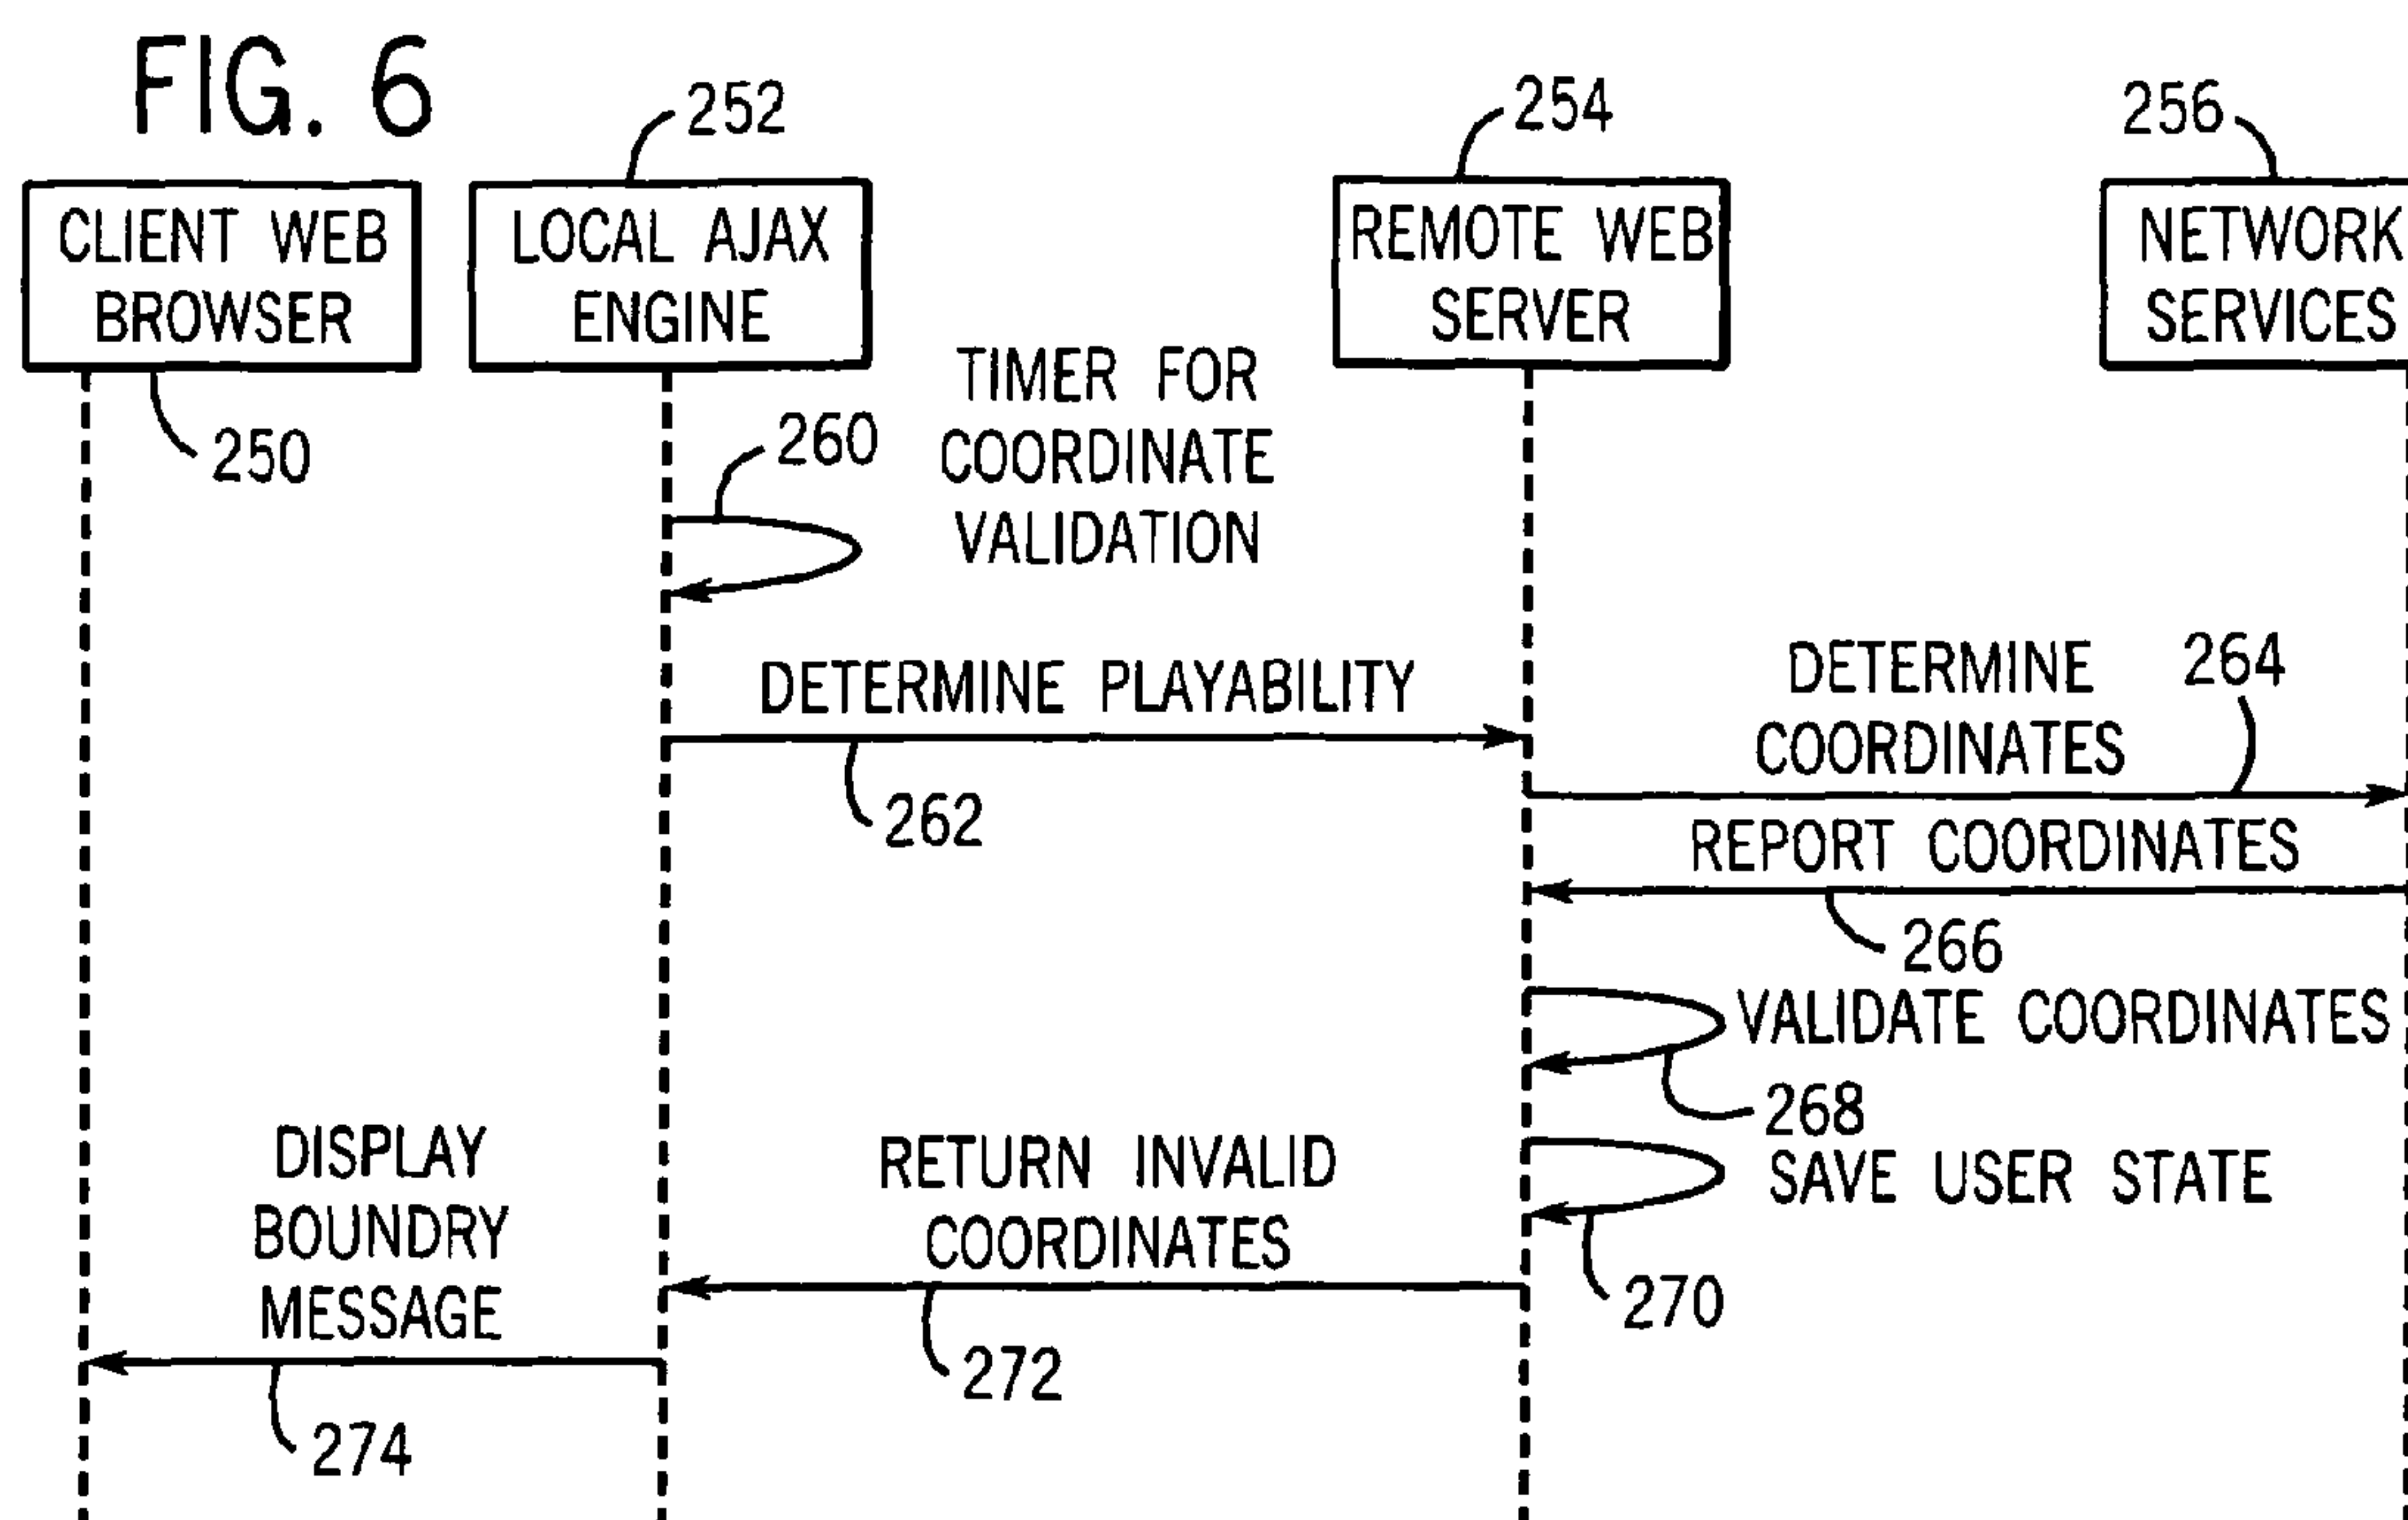 FIG. 6
252
254
256
CLIENT WEB
BROWSER
LOCAL AJAX
ENGINE
REMOTE WEB
SERVER
NETWORK
SERVICES
250
260
TIMER FOR
COORDINATE
VALIDATION
DETERMINE PLAYABILITY
262
DETERMINE
COORDINATES
264
REPORT COORDINATES
266
VALIDATE COORDINATES
268
SAVE USER STATE
270
RETURN INVALID
COORDINATES
272
DISPLAY
BOUNDRY
MESSAGE
274